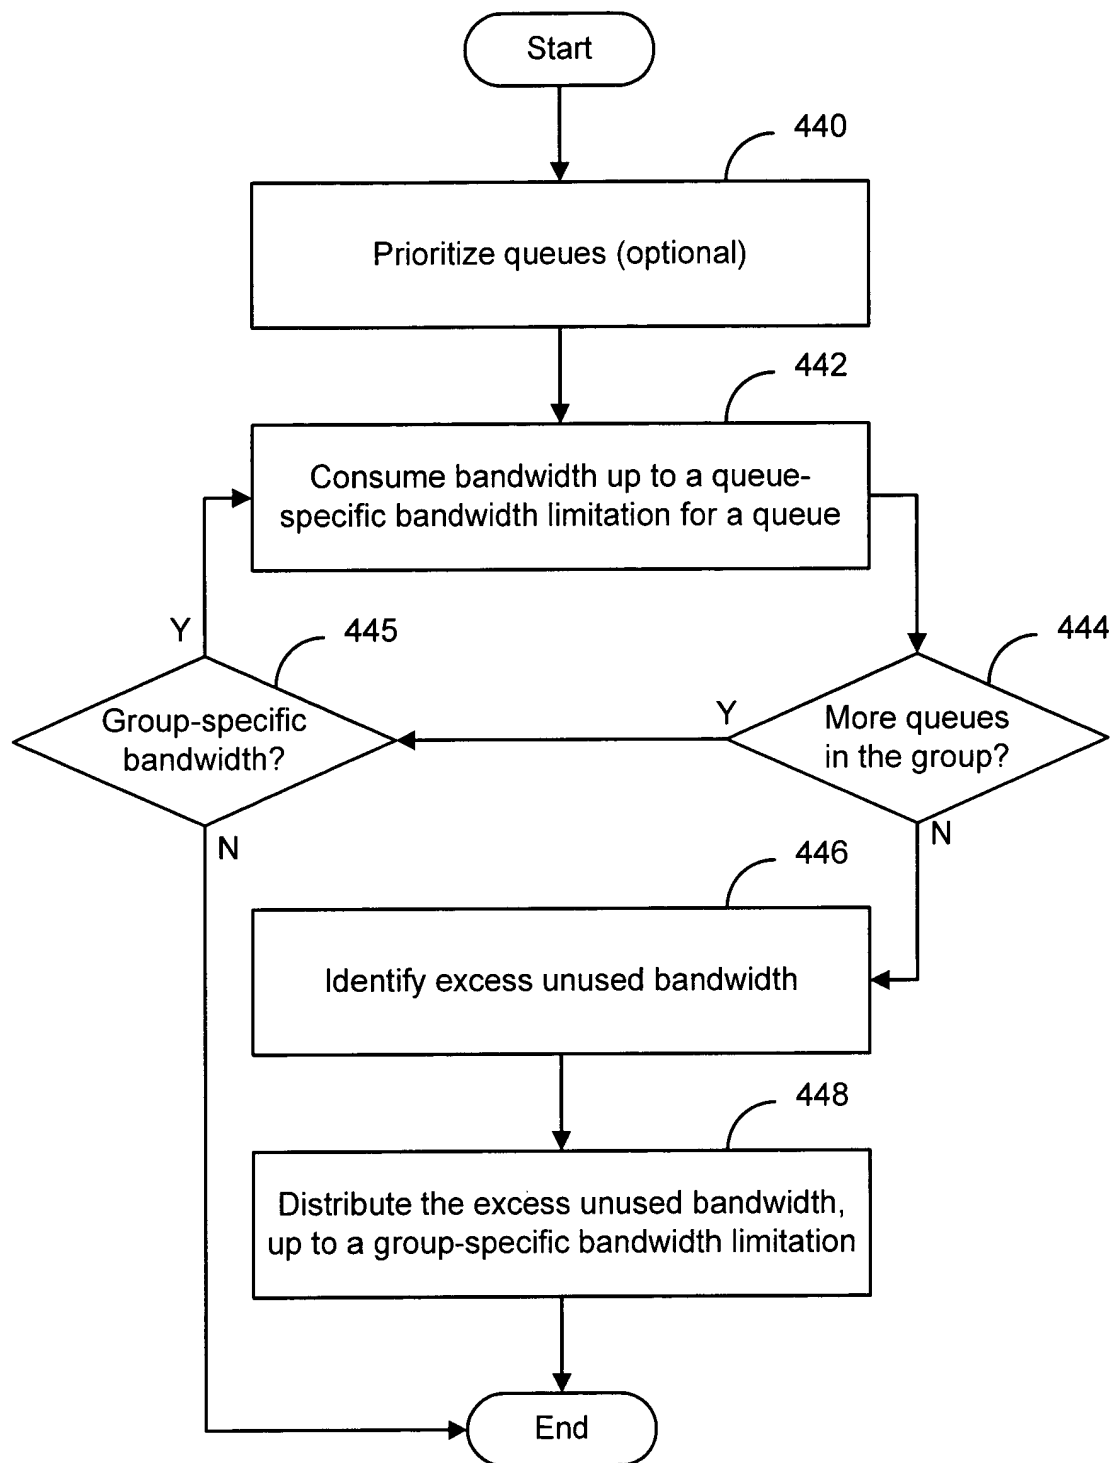 Start
440
Prioritize queues (optional)
442
Consume bandwidth up to a queue-
specific bandwidth limitation for a queue
Y
445
444
Group-specific
bandwidth?
Y
More queues
in the group?
N
N
446
Identify excess unused bandwidth
448
Distribute the excess unused bandwidth,
up to a group-specific bandwidth limitation
End